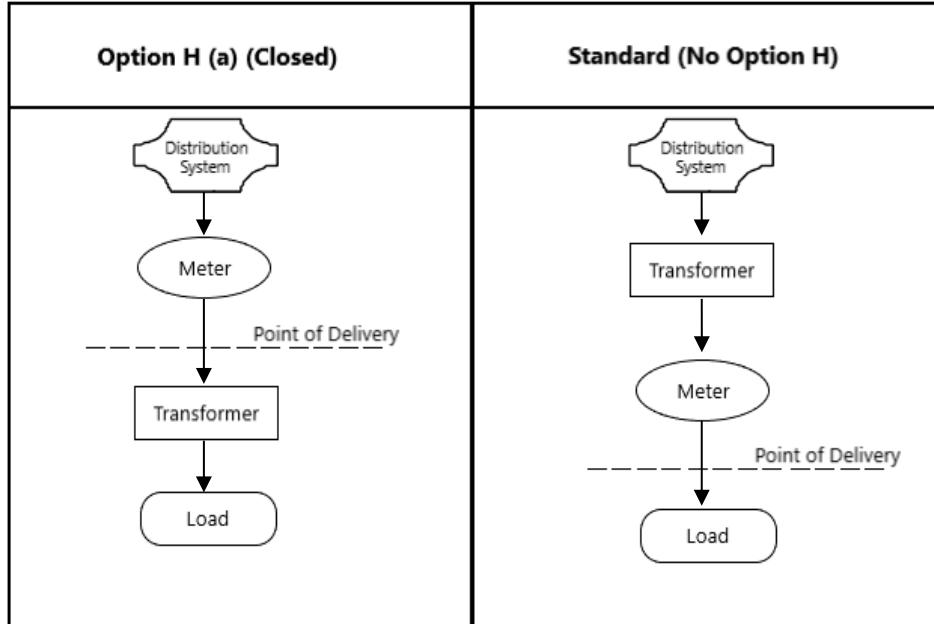 Option H (a) (Closed)
Standard (No Option H)
Distribution
System
Meter
Point of Delivery
Transformer
Load
Distribution
System
Transformer
Meter
Point of Delivery
Load